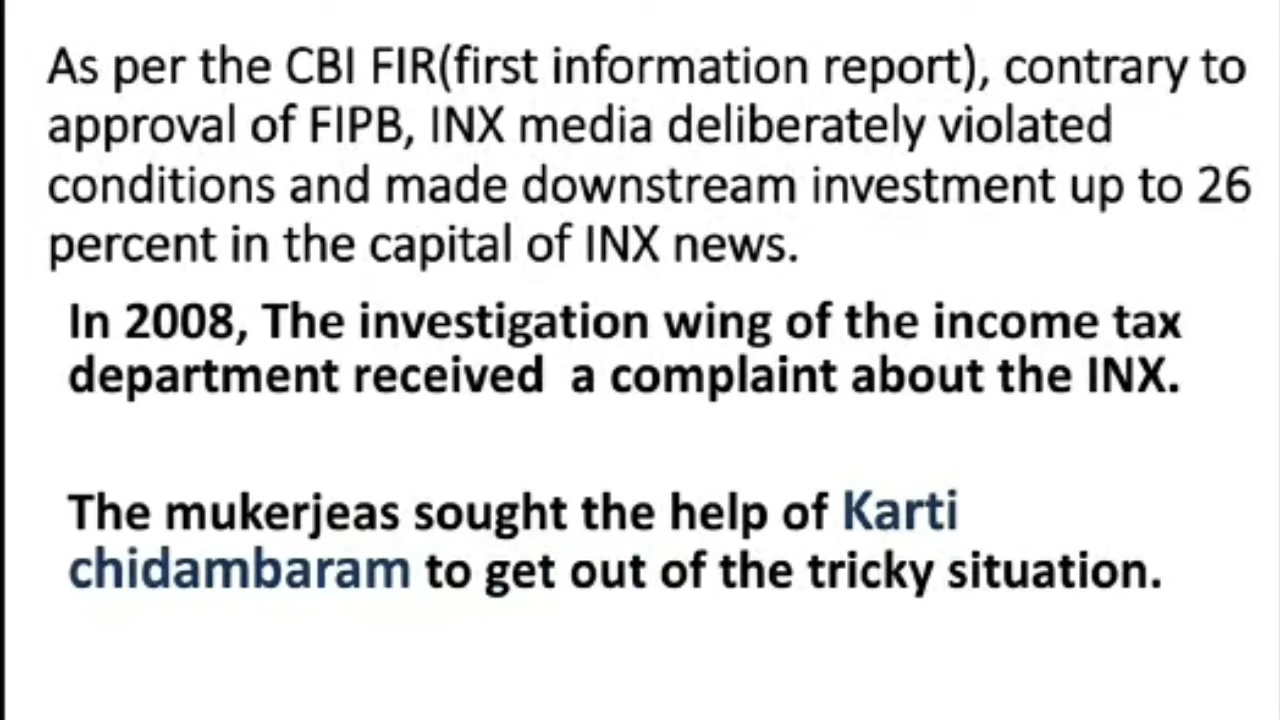 As per the CBI FIR(first information report), contrary to
approval of FIPB, INX media deliberately violated
conditions and made downstream investment up to 26
percent in the capital of INX news.
In 2008, The investigation wing of the income tax
department received  a complaint about the INX.
The mukerjeas sought the help of Karti
chidambaram to get out of the tricky situation.